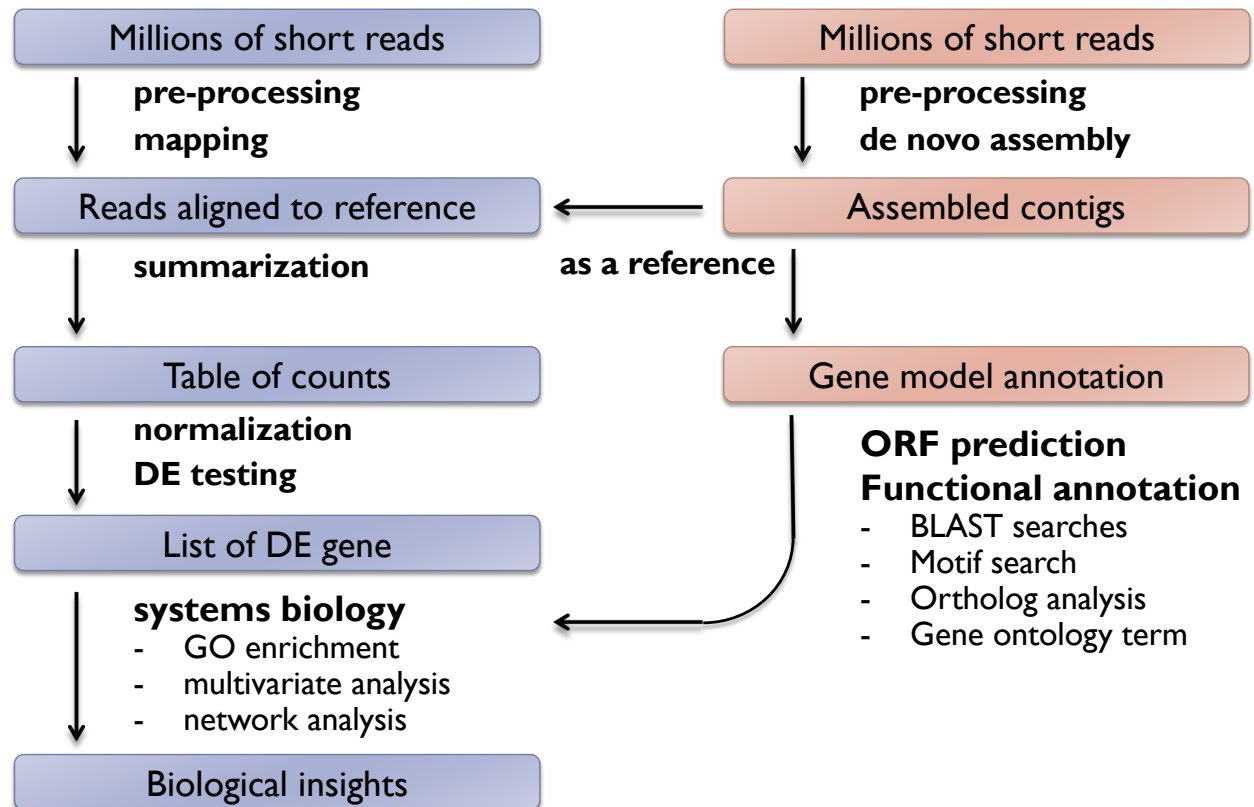 Millions of short reads
pre-processing
mapping
Reads aligned to reference
summarization
Table of counts
normalization
DE testing
List of DE gene
systems biology
- GO enrichment
- multivariate analysis
- network analysis
Biological insights
Millions of short reads
pre-processing
de novo assembly
Assembled contigs
as a reference
Gene model annotation
ORF prediction
Functional annotation
- BLAST searches
- Motif search
- Ortholog analysis
- Gene ontology term